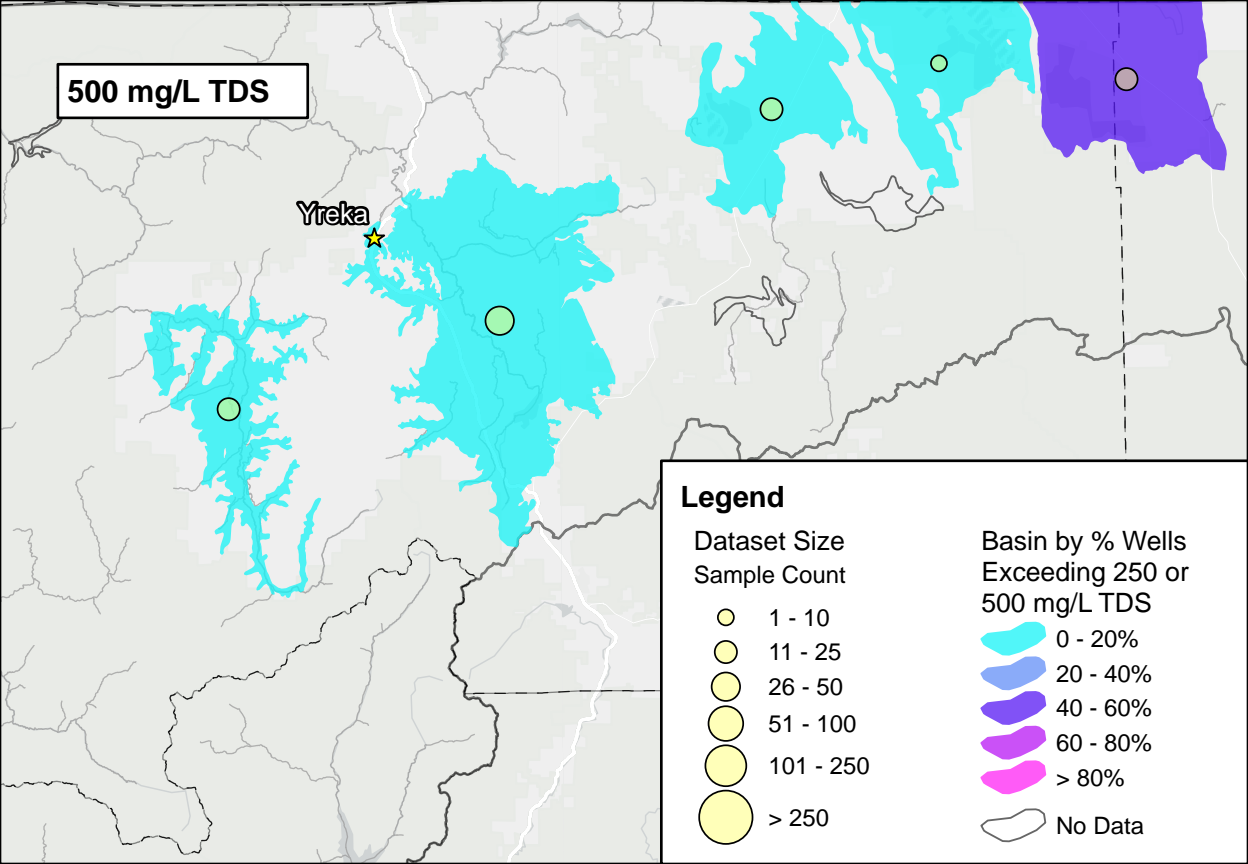 500 mg/L TDS
Yreka
Legend
Dataset Size
Sample Count
1 - 10
11 - 25
26 - 50
51 - 100
101 - 250
> 250
Basin by % Wells
Exceeding 250 or
500 mg/L TDS
0 - 20%
20 - 40%
40 - 60%
60 - 80%
> 80%
No Data